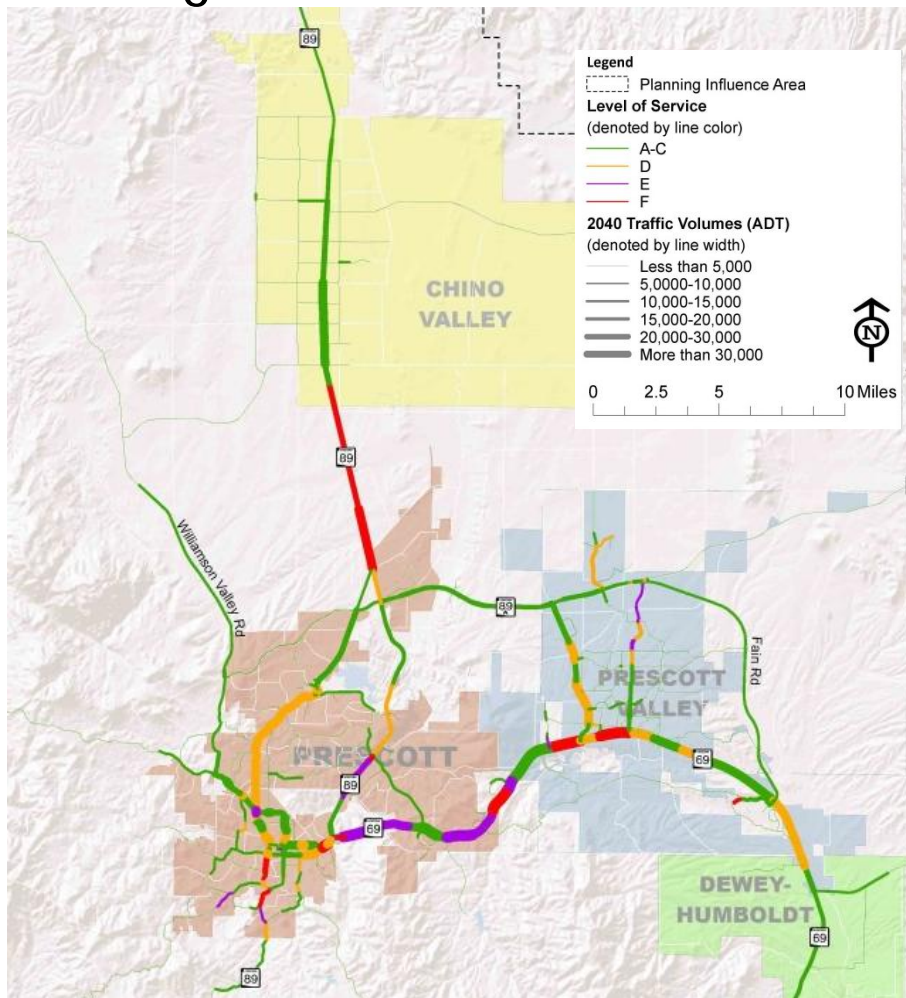 89
Legend
Planning Influence Area
Level of Service
(denoted by line color)
A-C
D
E
F
2040 Traffic Volumes (ADT)
(denoted by line width)
Less than 5,000
5,0000-10,000
10,000-15,000
15,000-20,000
20,000-30,000
More than 30,000
N
0 2.5 5 10 Miles
CHINO
VALLEY
89
Williamson Valley Rd
89
A
Fain Rd
PRESCOTT
VALLEY
PRESCOTT
69
89
69
DEWEY-
HUMBOLDT
69
89